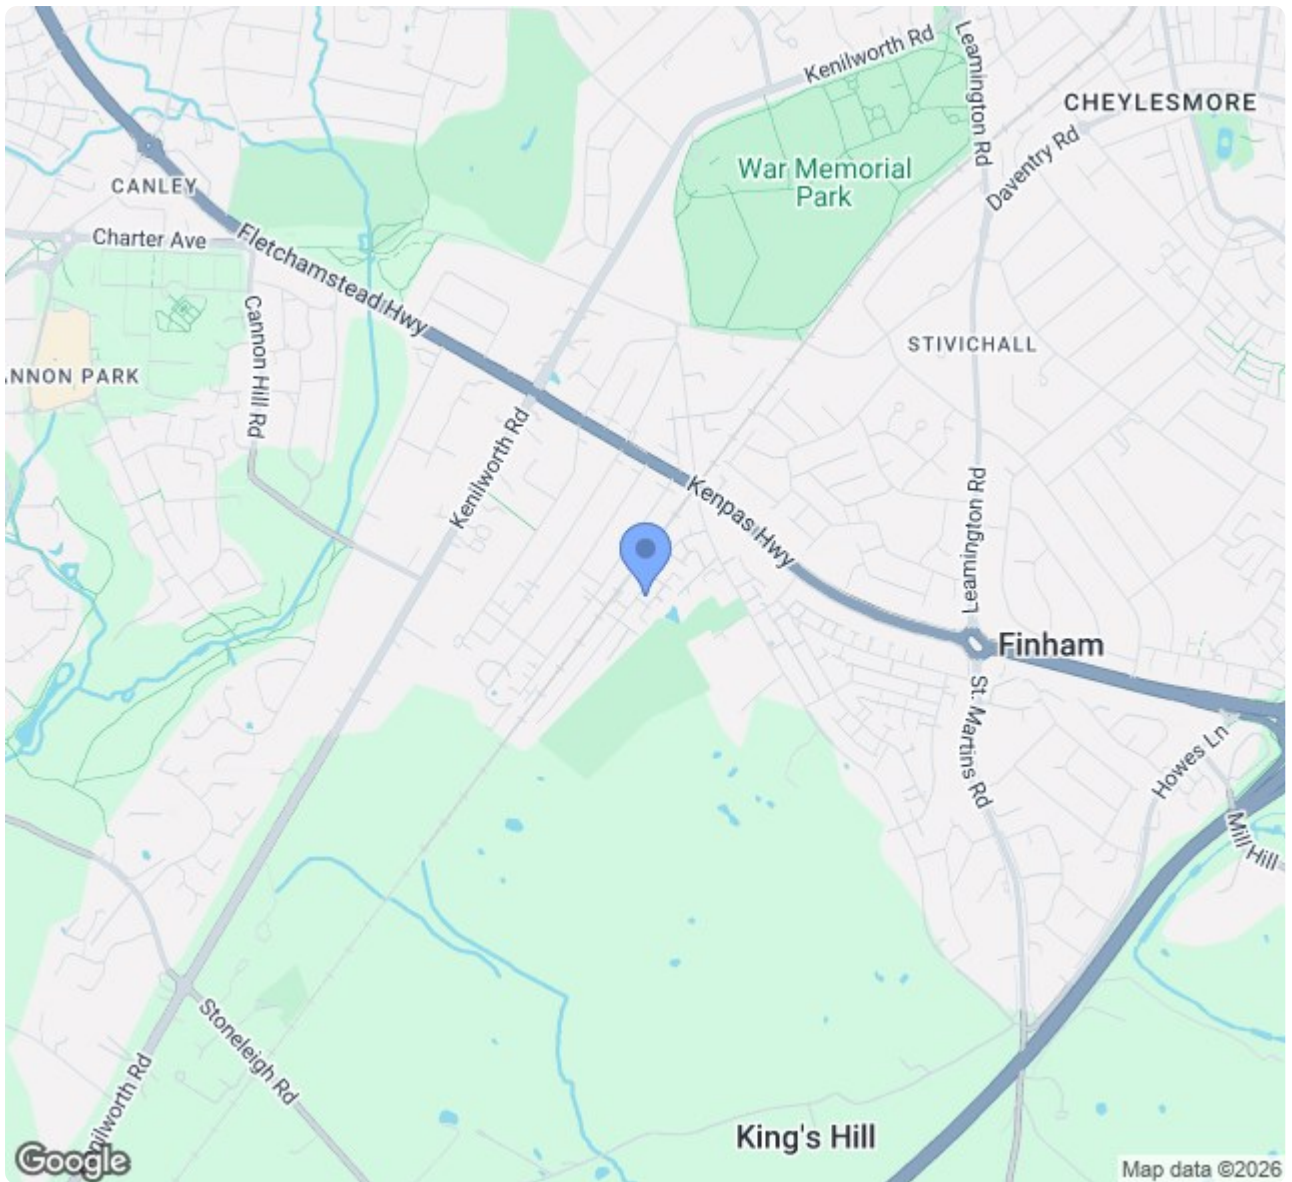 Kenilworth Rd
Leamington Rd
CHEYLESMORE
Daventry Rd
War Memorial
Park
CANLEY
Charter Ave
Fletchamstead Hwy
Cannon Hill Rd
STIVICHALL
NNON PARK
Kenilworth Rd
Kenpas Hwy
Leamington Rd
Finham
St. Martins Rd
Howes Ln
Mill Hill
Stoneleigh Rd
nilworth Rd
King's Hill
Google
Map data ©2026